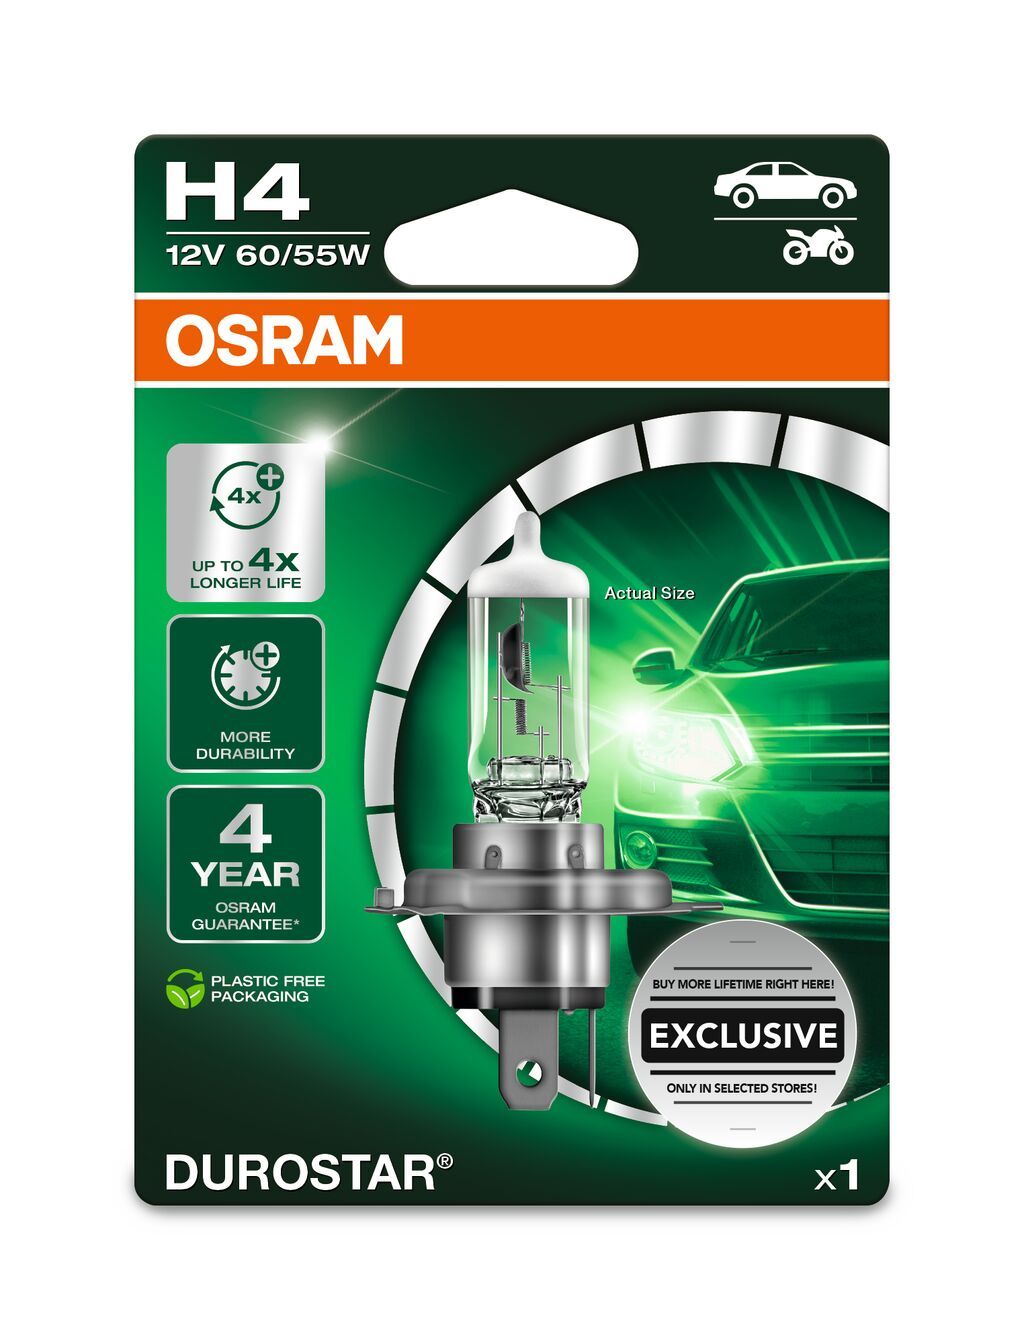 H4
12V 60/55W
OSRAM
4x
UP TO 4x
LONGER LIFE
Actual Size
MORE
DURABILITY
4
YEAR
OSRAM
GUARANTEE*
PLASTIC FREE
PACKAGING
BUY MORE LIFETIME RIGHT HERE!
EXCLUSIVE
ONLY IN SELECTED STORES!
DUROSTAR®
x1